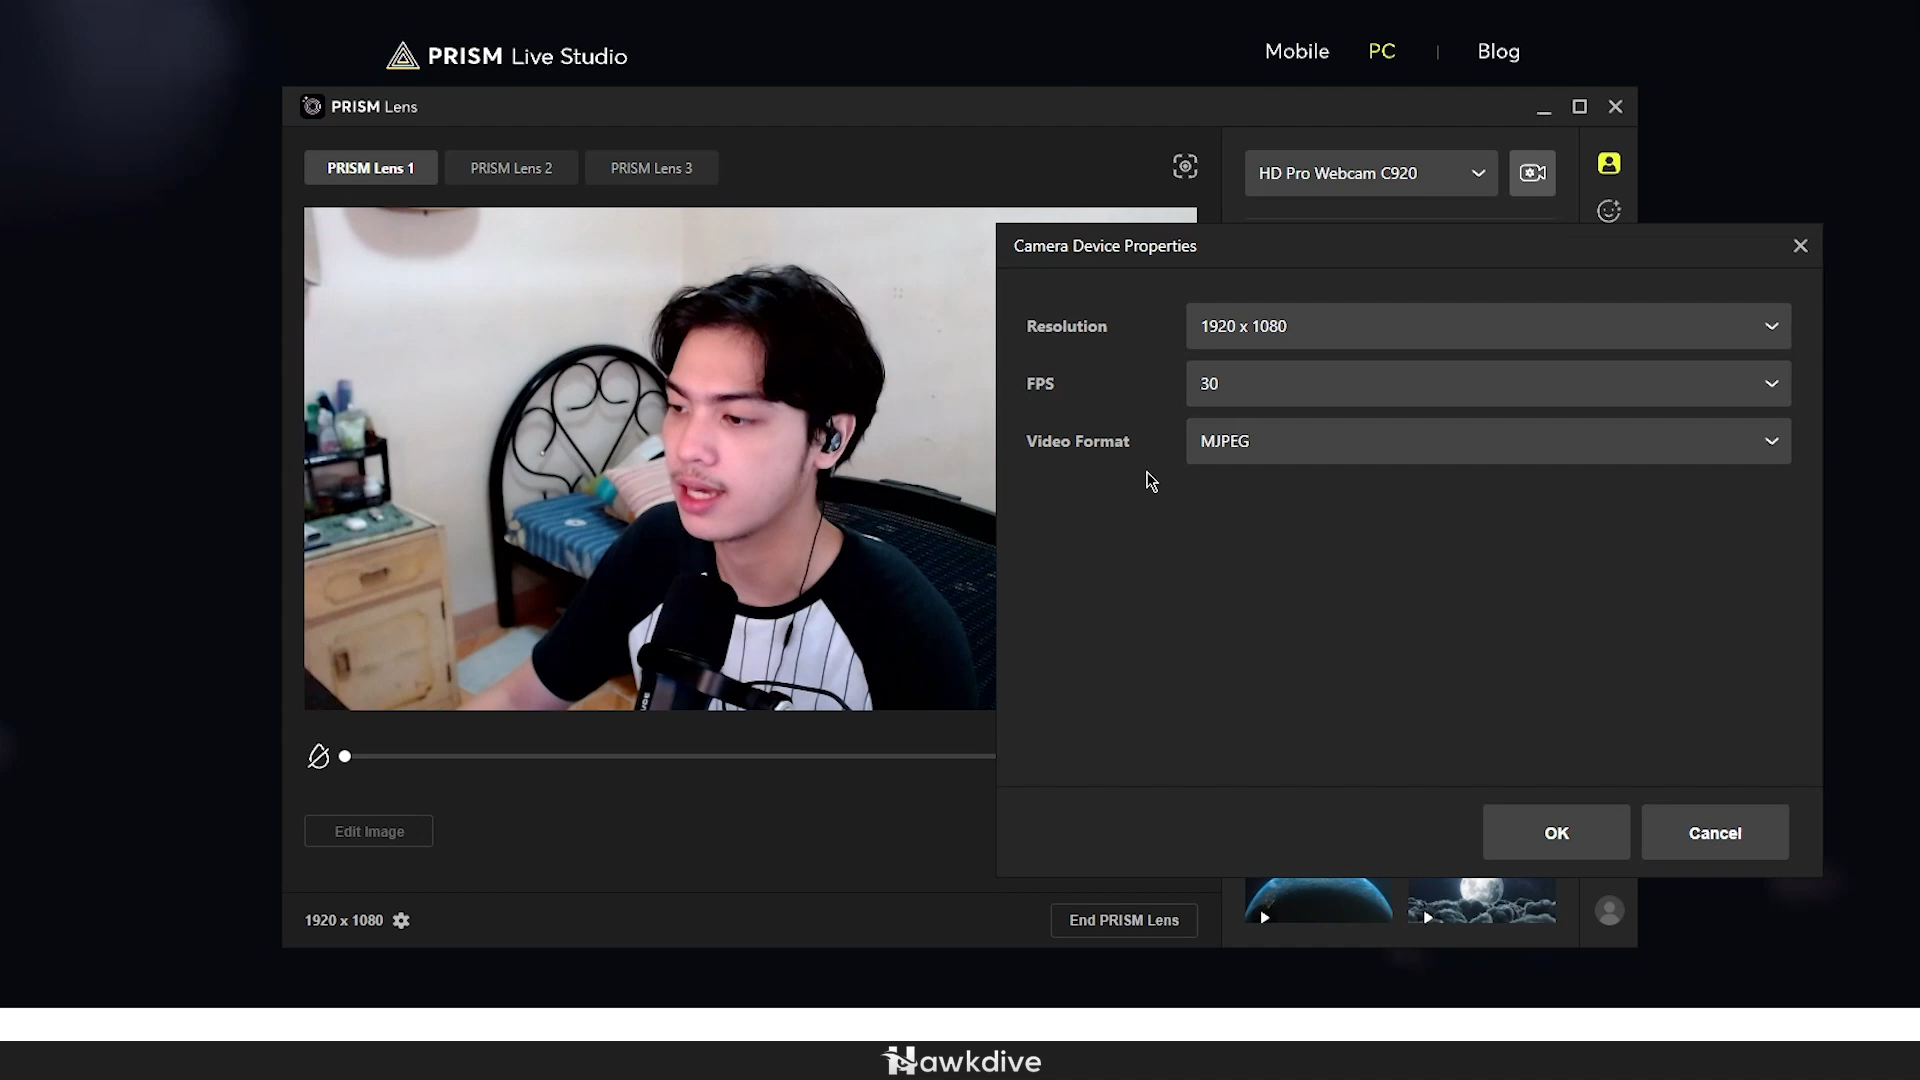 PRISM Live Studio
Mobile
PC
Blog
PRISM Lens
PRISM Lens 1
PRISM Lens 2
PRISM Lens 3
HD Pro Webcam C920
Camera Device Properties
Resolution
1920 x 1080
FPS
30
Video Format
MJPEG
OK
Cancel
Edit Image
1920 x 1080
End PRISM Lens
Hawkdive